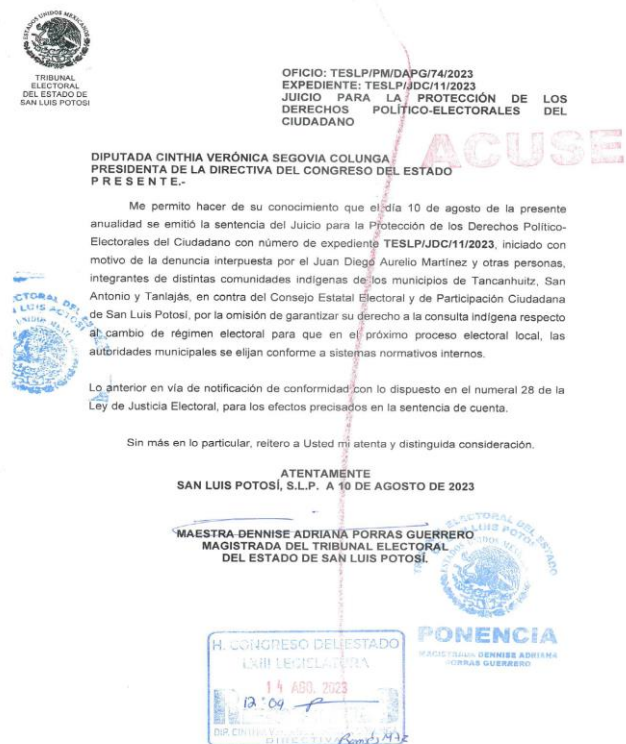 ESTADOS UNIDOS MEXICANOS
TRIBUNAL
ELECTORAL
DEL ESTADO DE
SAN LUIS POTOSI
OFICIO: TESLP/PM/DAPG/74/2023
EXPEDIENTE: TESLP/JDC/11/2023
JUICIO PARA LA PROTECCIÓN DE LOS
DERECHOS POLÍTICO-ELECTORALES DEL
CIUDADANO
ACUSE
DIPUTADA CINTHIA VERÓNICA SEGOVIA COLUNGA
PRESIDENTA DE LA DIRECTIVA DEL CONGRESO DEL ESTADO
P R E S E N T E.-
Me permito hacer de su conocimiento que el día 10 de agosto de la presente
anualidad se emitió la sentencia del Juicio para la Protección de los Derechos Político-
Electorales del Ciudadano con número de expediente TESLP/JDC/11/2023, iniciado con
motivo de la denuncia interpuesta por el Juan Diego Aurelio Martínez y otras personas,
integrantes de distintas comunidades indígenas de los municipios de Tancanhuitz, San
Antonio y Tanlajás, en contra del Consejo Estatal Electoral y de Participación Ciudadana
de San Luis Potosí, por la omisión de garantizar su derecho a la consulta indígena respecto
al cambio de régimen electoral para que en el próximo proceso electoral local, las
autoridades municipales se elijan conforme a sistemas normativos internos.
Lo anterior en vía de notificación de conformidad con lo dispuesto en el numeral 28 de la
Ley de Justicia Electoral, para los efectos precisados en la sentencia de cuenta.
Sin más en lo particular, reitero a Usted mi atenta y distinguida consideración.
ATENTAMENTE
SAN LUIS POTOSÍ, S.L.P. A 10 DE AGOSTO DE 2023
MAESTRA DENNISE ADRIANA PORRAS GUERRERO
MAGISTRADA DEL TRIBUNAL ELECTORAL
DEL ESTADO DE SAN LUIS POTOSÍ.
PONENCIA
MAGISTRADA DENNISE ADRIANA
PORRAS GUERRERO
H. CONGRESO DEL ESTADO
LXIII LEGISLATURA
14 AGO. 2023
12:09
DIRECTIVA